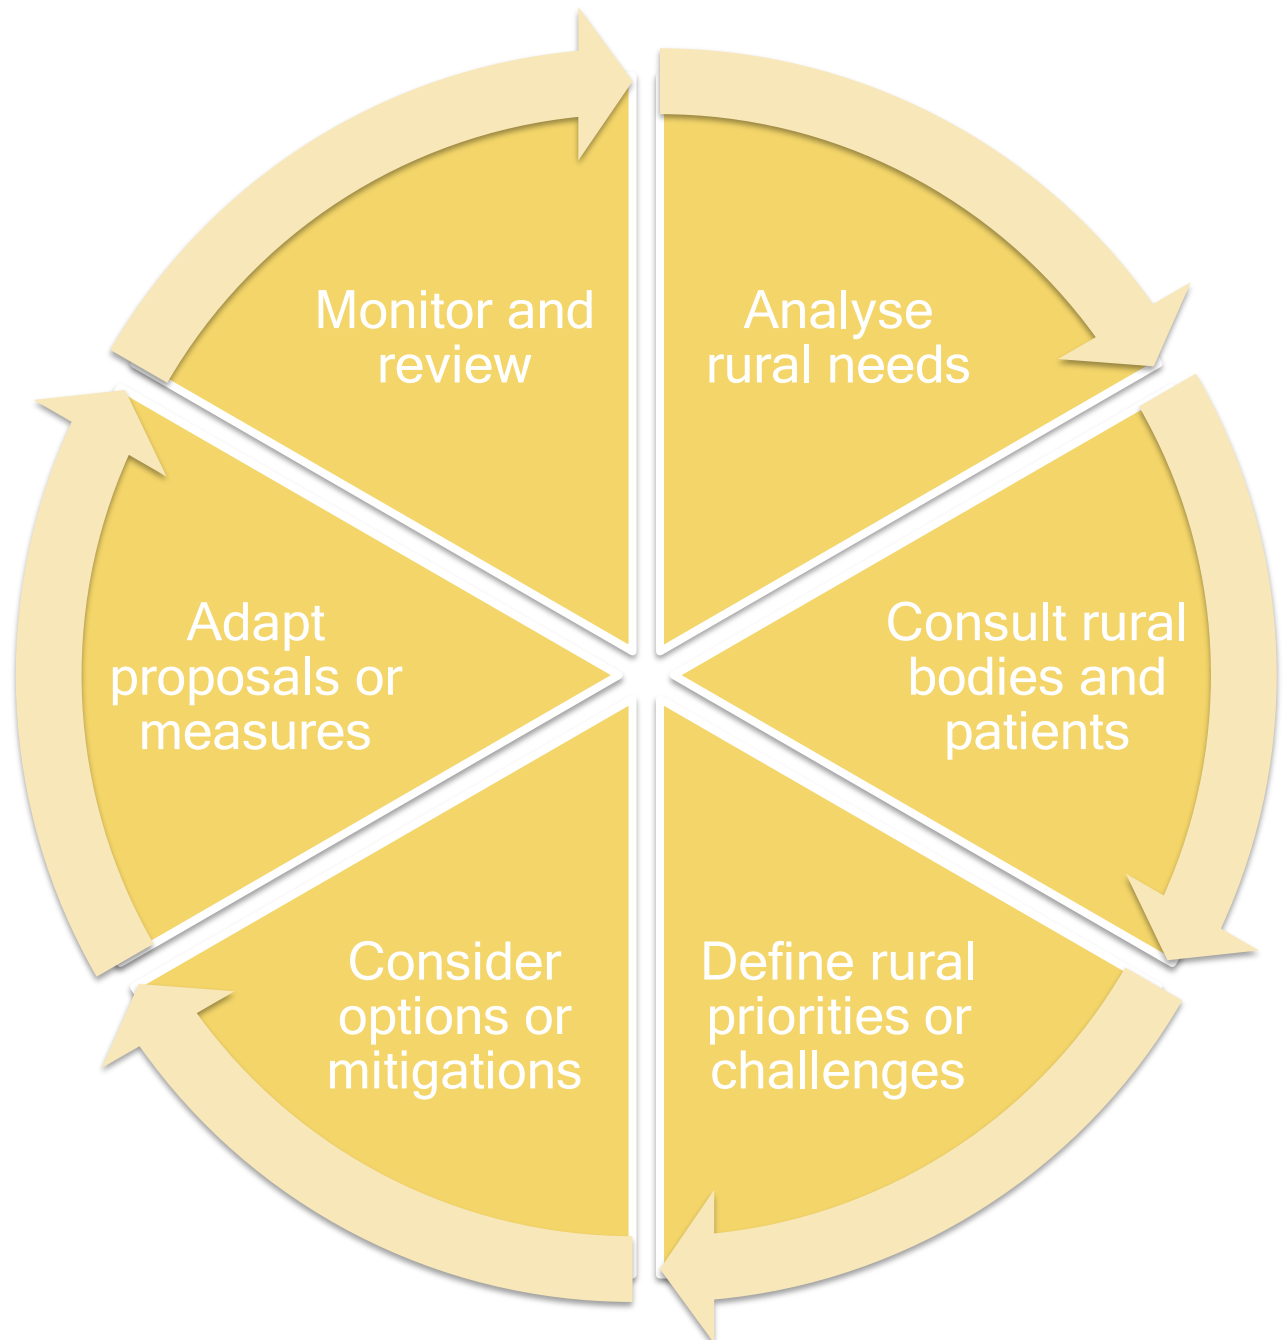 Analyse
rural needs
Consult rural
bodies and
patients
Define rural
priorities or
challenges
Consider
options or
mitigations
Adapt
proposals or
measures
Monitor and
review